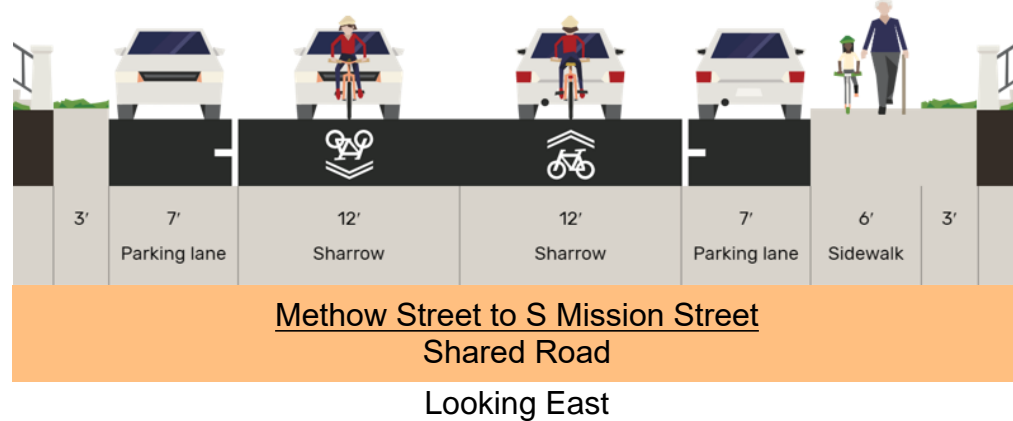 3′ 7′ 12′ 12′ 7′ 6′ 3′
Parking lane Sharrow Sharrow Parking lane Sidewalk
Methow Street to S Mission Street
Shared Road
Looking East